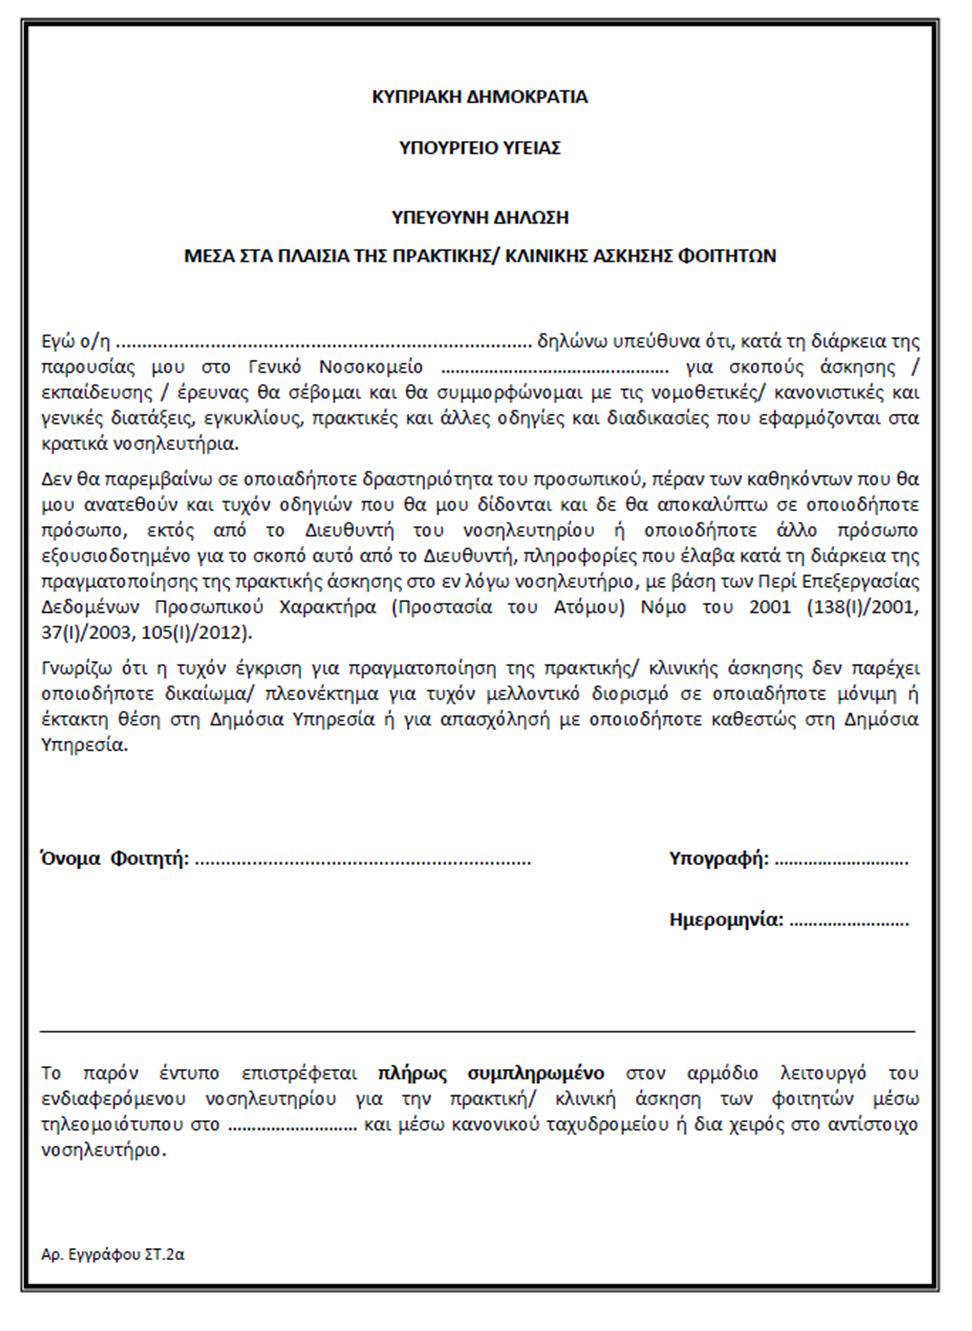 ΚΥΠΡΙΑΚΗ ΔΗΜΟΚΡΑΤΙΑ
ΥΠΟΥΡΓΕΙΟ ΥΓΕΙΑΣ
ΥΠΕΥΘΥΝΗ ΔΗΛΩΣΗ
ΜΕΣΑ ΣΤΑ ΠΛΑΙΣΙΑ ΤΗΣ ΠΡΑΚΤΙΚΗΣ/ ΚΛΙΝΙΚΗΣ ΑΣΚΗΣΗΣ ΦΟΙΤΗΤΩΝ
Εγώ ο/η ............................................................................ δηλώνω υπεύθυνα ότι, κατά τη διάρκεια της
παρουσίας μου στο Γενικό Νοσοκομείο ............................................... για σκοπούς άσκησης /
εκπαίδευσης / έρευνας θα σέβομαι και θα συμμορφώνομαι με τις νομοθετικές/ κανονιστικές και
γενικές διατάξεις, εγκυκλίους, πρακτικές και άλλες οδηγίες και διαδικασίες που εφαρμόζονται στα
κρατικά νοσηλευτήρια.
Δεν θα παρεμβαίνω σε οποιαδήποτε δραστηριότητα του προσωπικού, πέραν των καθηκόντων που θα
μου ανατεθούν και τυχόν οδηγιών που θα μου δίδονται και δε θα αποκαλύπτω σε οποιοδήποτε
πρόσωπο, εκτός από το Διευθυντή του νοσηλευτηρίου ή οποιοδήποτε άλλο πρόσωπο
εξουσιοδοτημένο για το σκοπό αυτό από το Διευθυντή, πληροφορίες που έλαβα κατά τη διάρκεια της
πραγματοποίησης της πρακτικής άσκησης στο εν λόγω νοσηλευτήριο, με βάση των Περί Επεξεργασίας
Δεδομένων Προσωπικού Χαρακτήρα (Προστασία του Ατόμου) Νόμο του 2001 (138(Ι)/2001,
37(Ι)/2003, 105(Ι)/2012).
Γνωρίζω ότι η τυχόν έγκριση για πραγματοποίηση της πρακτικής/ κλινικής άσκησης δεν παρέχει
οποιοδήποτε δικαίωμα/ πλεονέκτημα για τυχόν μελλοντικό διορισμό σε οποιαδήποτε μόνιμη ή
έκτακτη θέση στη Δημόσια Υπηρεσία ή για απασχόλησή με οποιοδήποτε καθεστώς στη Δημόσια
Υπηρεσία.
Όνομα Φοιτητή: ................................................................ Υπογραφή: ............................
Ημερομηνία: .........................
Το παρόν έντυπο επιστρέφεται πλήρως συμπληρωμένο στον αρμόδιο λειτουργό του
ενδιαφερόμενου νοσηλευτηρίου για την πρακτική/ κλινική άσκηση των φοιτητών μέσω
τηλεομοιότυπου στο ........................... και μέσω κανονικού ταχυδρομείου ή δια χειρός στο αντίστοιχο
νοσηλευτήριο.
Αρ. Εγγράφου ΣΤ.2α